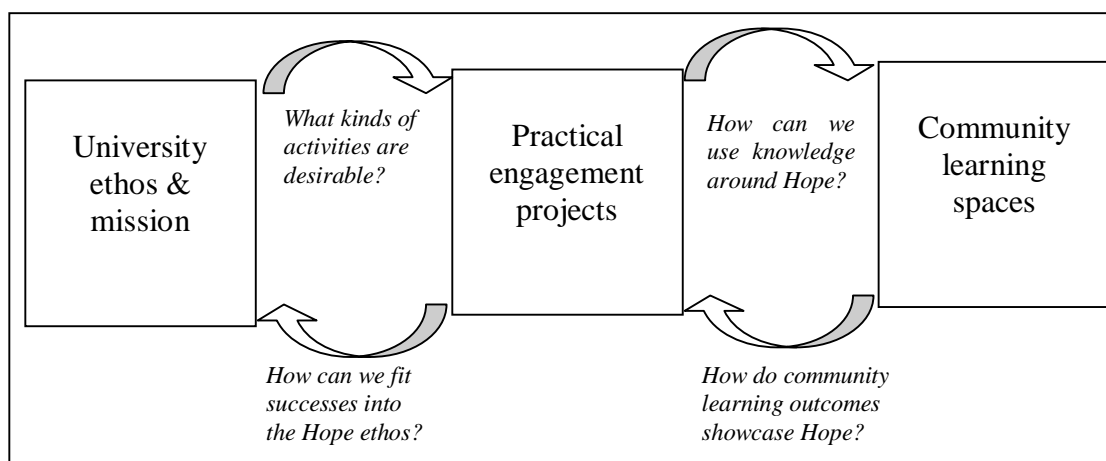 University
ethos &
mission
What kinds of
activities are
desirable?
How can we fit
successes into
the Hope ethos?
Practical
engagement
projects
How can we
use knowledge
around Hope?
How do community
learning outcomes
showcase Hope?
Community
learning
spaces